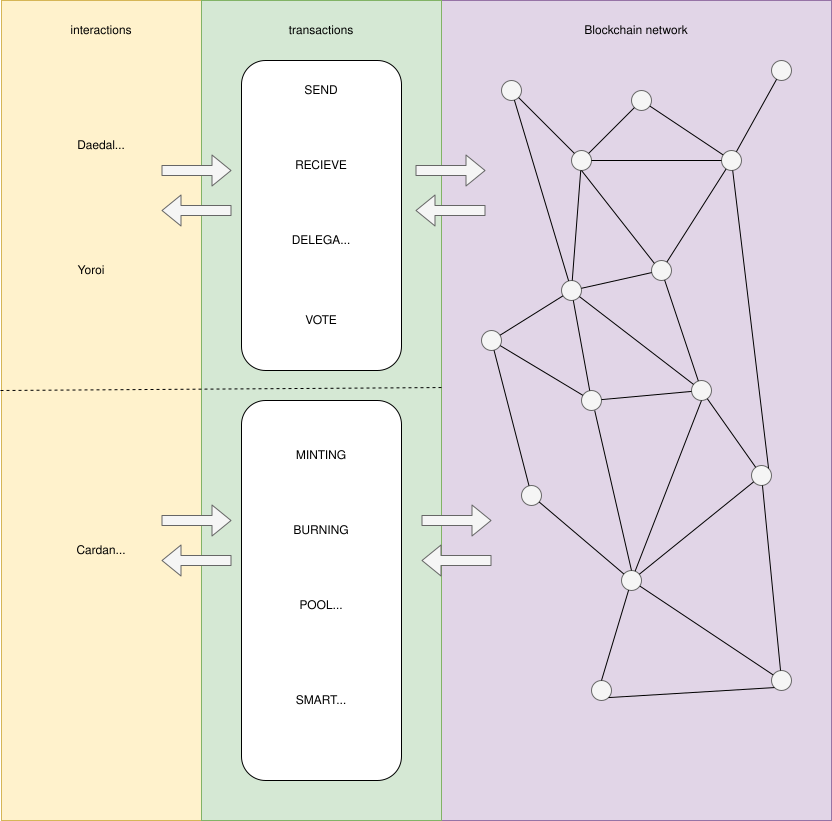 interactions
transactions
Blockchain network
Daedal...
Yoroi
SEND
RECIEVE
DELEGA...
VOTE
Cardan...
MINTING
BURNING
POOL...
SMART...